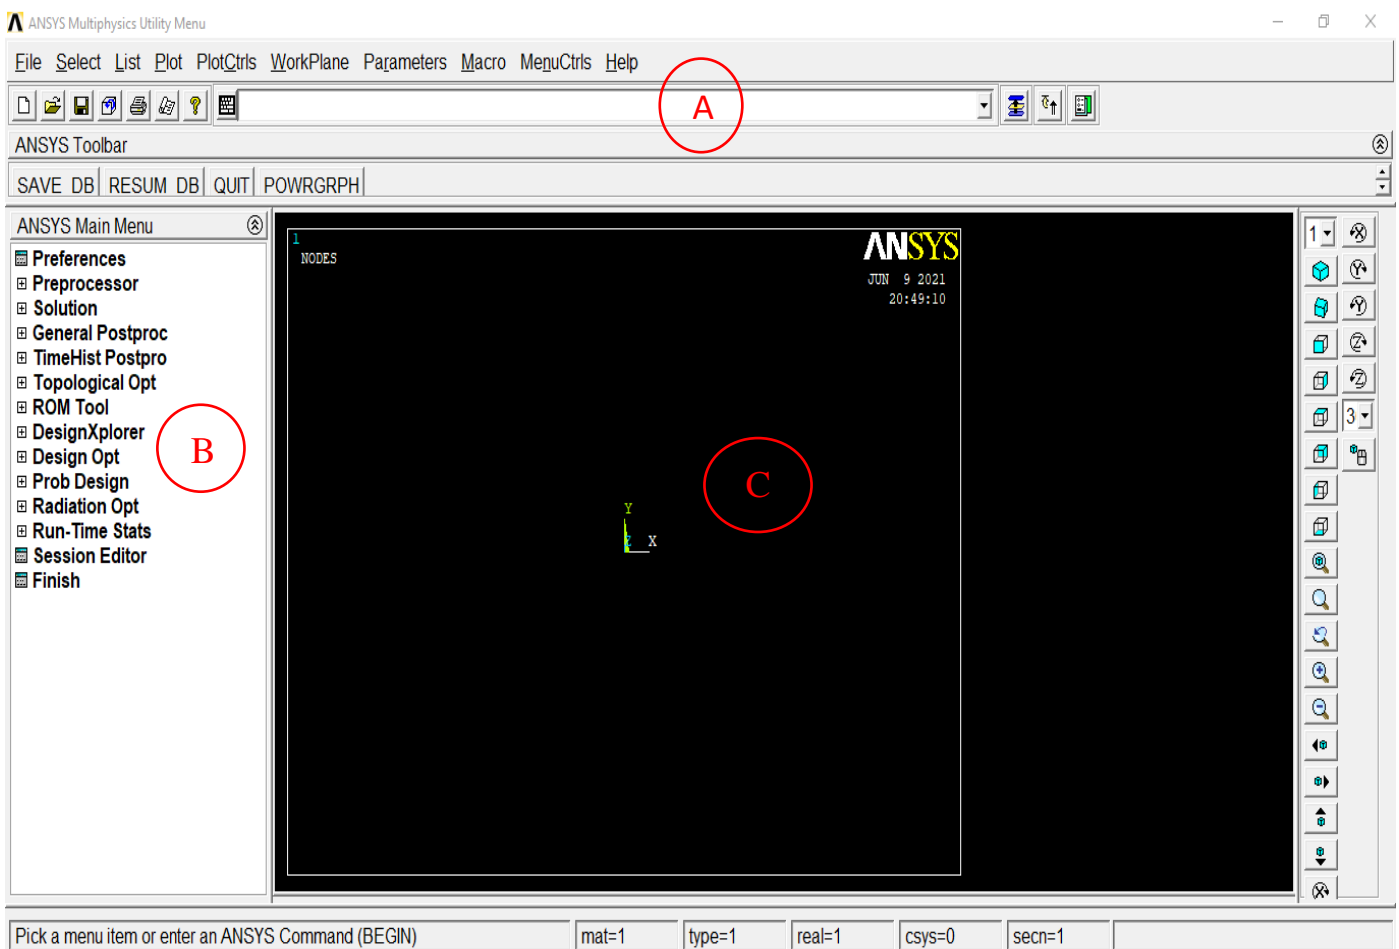 ANSYS Multiphysics Utility Menu
File Select List Plot PlotCtrls WorkPlane Parameters Macro MenuCtrls Help
A
ANSYS Toolbar
SAVE_DB RESUM_DB QUIT POWRGRPH
ANSYS Main Menu
Preferences
Preprocessor
Solution
General Postproc
TimeHist Postpro
Topological Opt
ROM Tool
DesignXplorer
Design Opt
Prob Design
Radiation Opt
Run-Time Stats
Session Editor
Finish
B
1
NODES
ANSYS
JUN 9 2021
20:49:10
C
Y
Z X
1
X
Y
Y
Z
Z
3
X
Pick a menu item or enter an ANSYS Command (BEGIN) mat=1 type=1 real=1 csys=0 secn=1